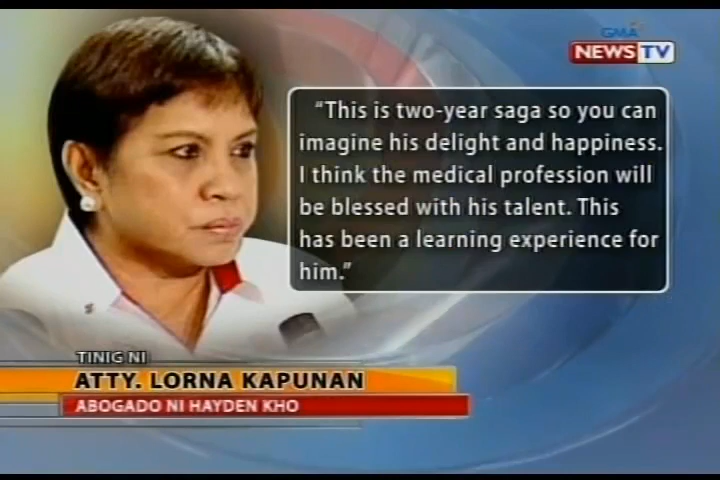 GMA
NEWS TV
"This is two-year saga so you can
imagine his delight and happiness.
I think the medical profession will
be blessed with his talent. This
has been a learning experience for
him."
TINIG NI
ATTY. LORNA KAPUNAN
ABOGADO NI HAYDEN KHO